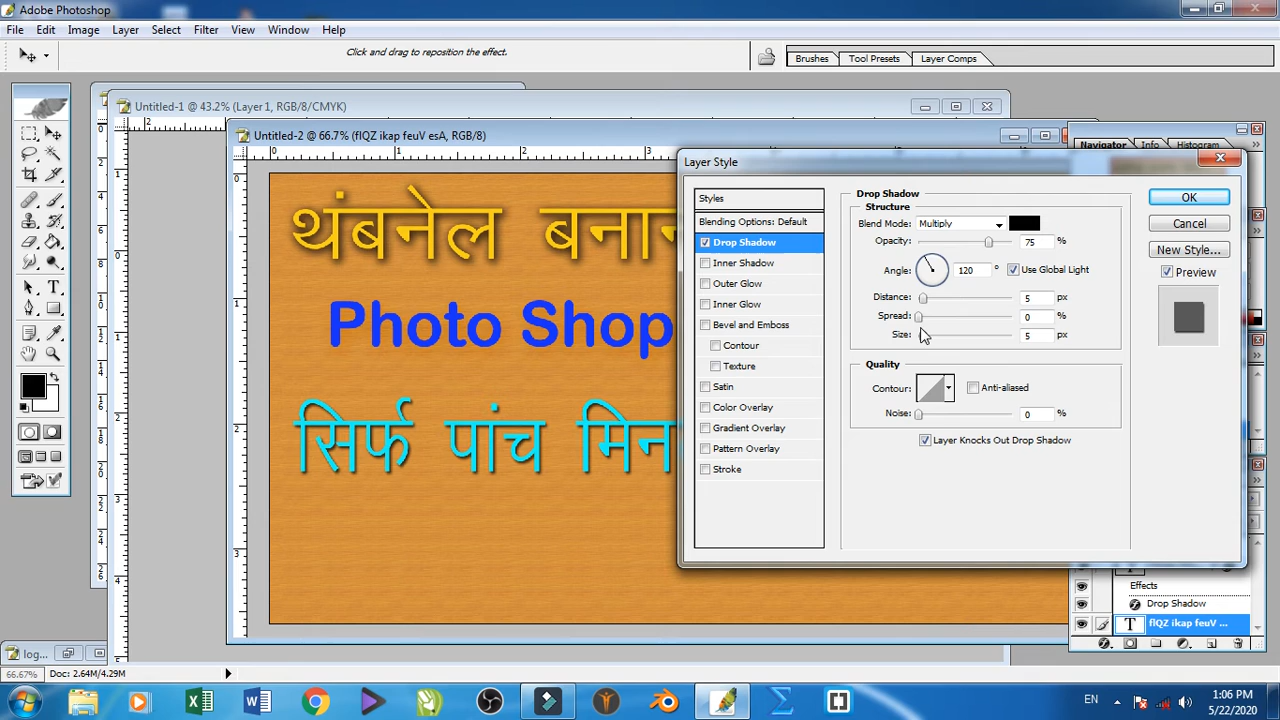 Adobe Photoshop
File Edit Image Layer Select Filter View Window Help
Click and drag to reposition the effect.
Brushes Tool Presets Layer Comps
Untitled-1 @ 43.2% (Layer 1, RGB/8/CMYK)
Untitled-2 @ 66.7% (flQZ ikap feuV esA, RGB/8)
Navigator Info Histogram
Layer Style
Styles
Blending Options: Default
Drop Shadow
Inner Shadow
Outer Glow
Inner Glow
Bevel and Emboss
Contour
Texture
Satin
Color Overlay
Gradient Overlay
Pattern Overlay
Stroke
Drop Shadow
Structure
Blend Mode: Multiply
Opacity: 75 %
Angle: 120 ° Use Global Light
Distance: 5 px
Spread: 0 %
Size: 5 px
Quality
Contour: Anti-aliased
Noise: 0 %
Layer Knocks Out Drop Shadow
OK
Cancel
New Style...
Preview
थंबनेल
Photo Shop
सिर्फ पांच
Effects
Drop Shadow
T flQZ ikap feuV ...
log...
66.67% Doc: 2.64M/4.29M
EN 1:06 PM
5/22/2020